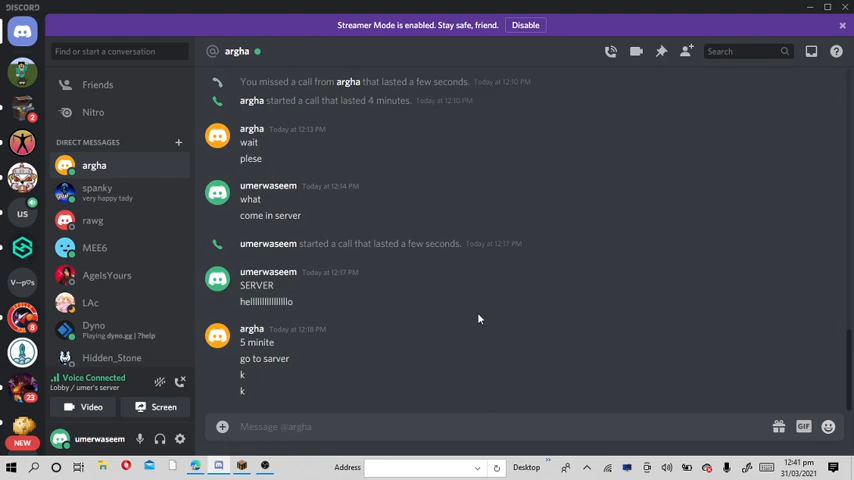 DISCORD
Streamer Mode is enabled. Stay safe, friend. Disable
Find or start a conversation
@ argha
Search
Friends
Nitro
DIRECT MESSAGES +
argha
spanky
very happy tady
rawg
MEE6
AgeIsYours
LAc
Dyno
Playing dyno.gg | ?help
Hidden_Stone
2
us
V--p♡s
8
23
NEW
Voice Connected
Lobby / umer's server
Video
Screen
umerwaseem
You missed a call from argha that lasted a few seconds. Today at 12:10 PM
argha started a call that lasted 4 minutes. Today at 12:10 PM
argha Today at 12:13 PM
wait
plese
umerwaseem Today at 12:14 PM
what
come in server
umerwaseem started a call that lasted a few seconds. Today at 12:17 PM
umerwaseem Today at 12:17 PM
SERVER
helllllllllllllllllo
argha Today at 12:18 PM
5 minite
go to sarver
k
k
Message @argha
GIF
Address
Desktop
12:41 pm
31/03/2021